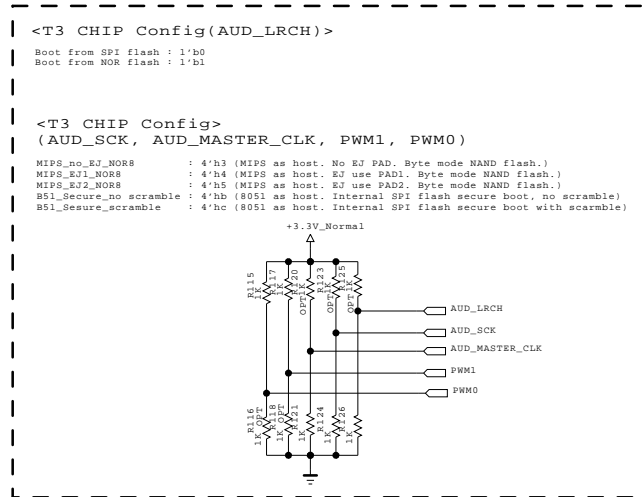 <T3 CHIP Config(AUD_LRCH)>
Boot from SPI flash : 1'b0
Boot from NOR flash : 1'b1
<T3 CHIP Config>
(AUD_SCK, AUD_MASTER_CLK, PWM1, PWM0)
MIPS_no_EJ_NOR8 : 4'h3 (MIPS as host. No EJ PAD. Byte mode NAND flash.)
MIPS_EJ1_NOR8 : 4'h4 (MIPS as host. EJ use PAD1. Byte mode NAND flash.)
MIPS_EJ2_NOR8 : 4'h5 (MIPS as host. EJ use PAD2. Byte mode NAND flash.)
B51_Secure_no scramble : 4'hb (8051 as host. Internal SPI flash secure boot, no scramble)
B51_Sesure_scramble : 4'hc (8051 as host. Internal SPI flash secure boot with scarmble)
+3.3V_Normal
R115 1K
R117 1K
R120 1K
R123 OPT 1K
R125 OPT 1K
AUD_LRCH
AUD_SCK
AUD_MASTER_CLK
PWM1
PWM0
R116 1K OPT
R118 1K OPT
R121 1K
R124 1K
R126 1K